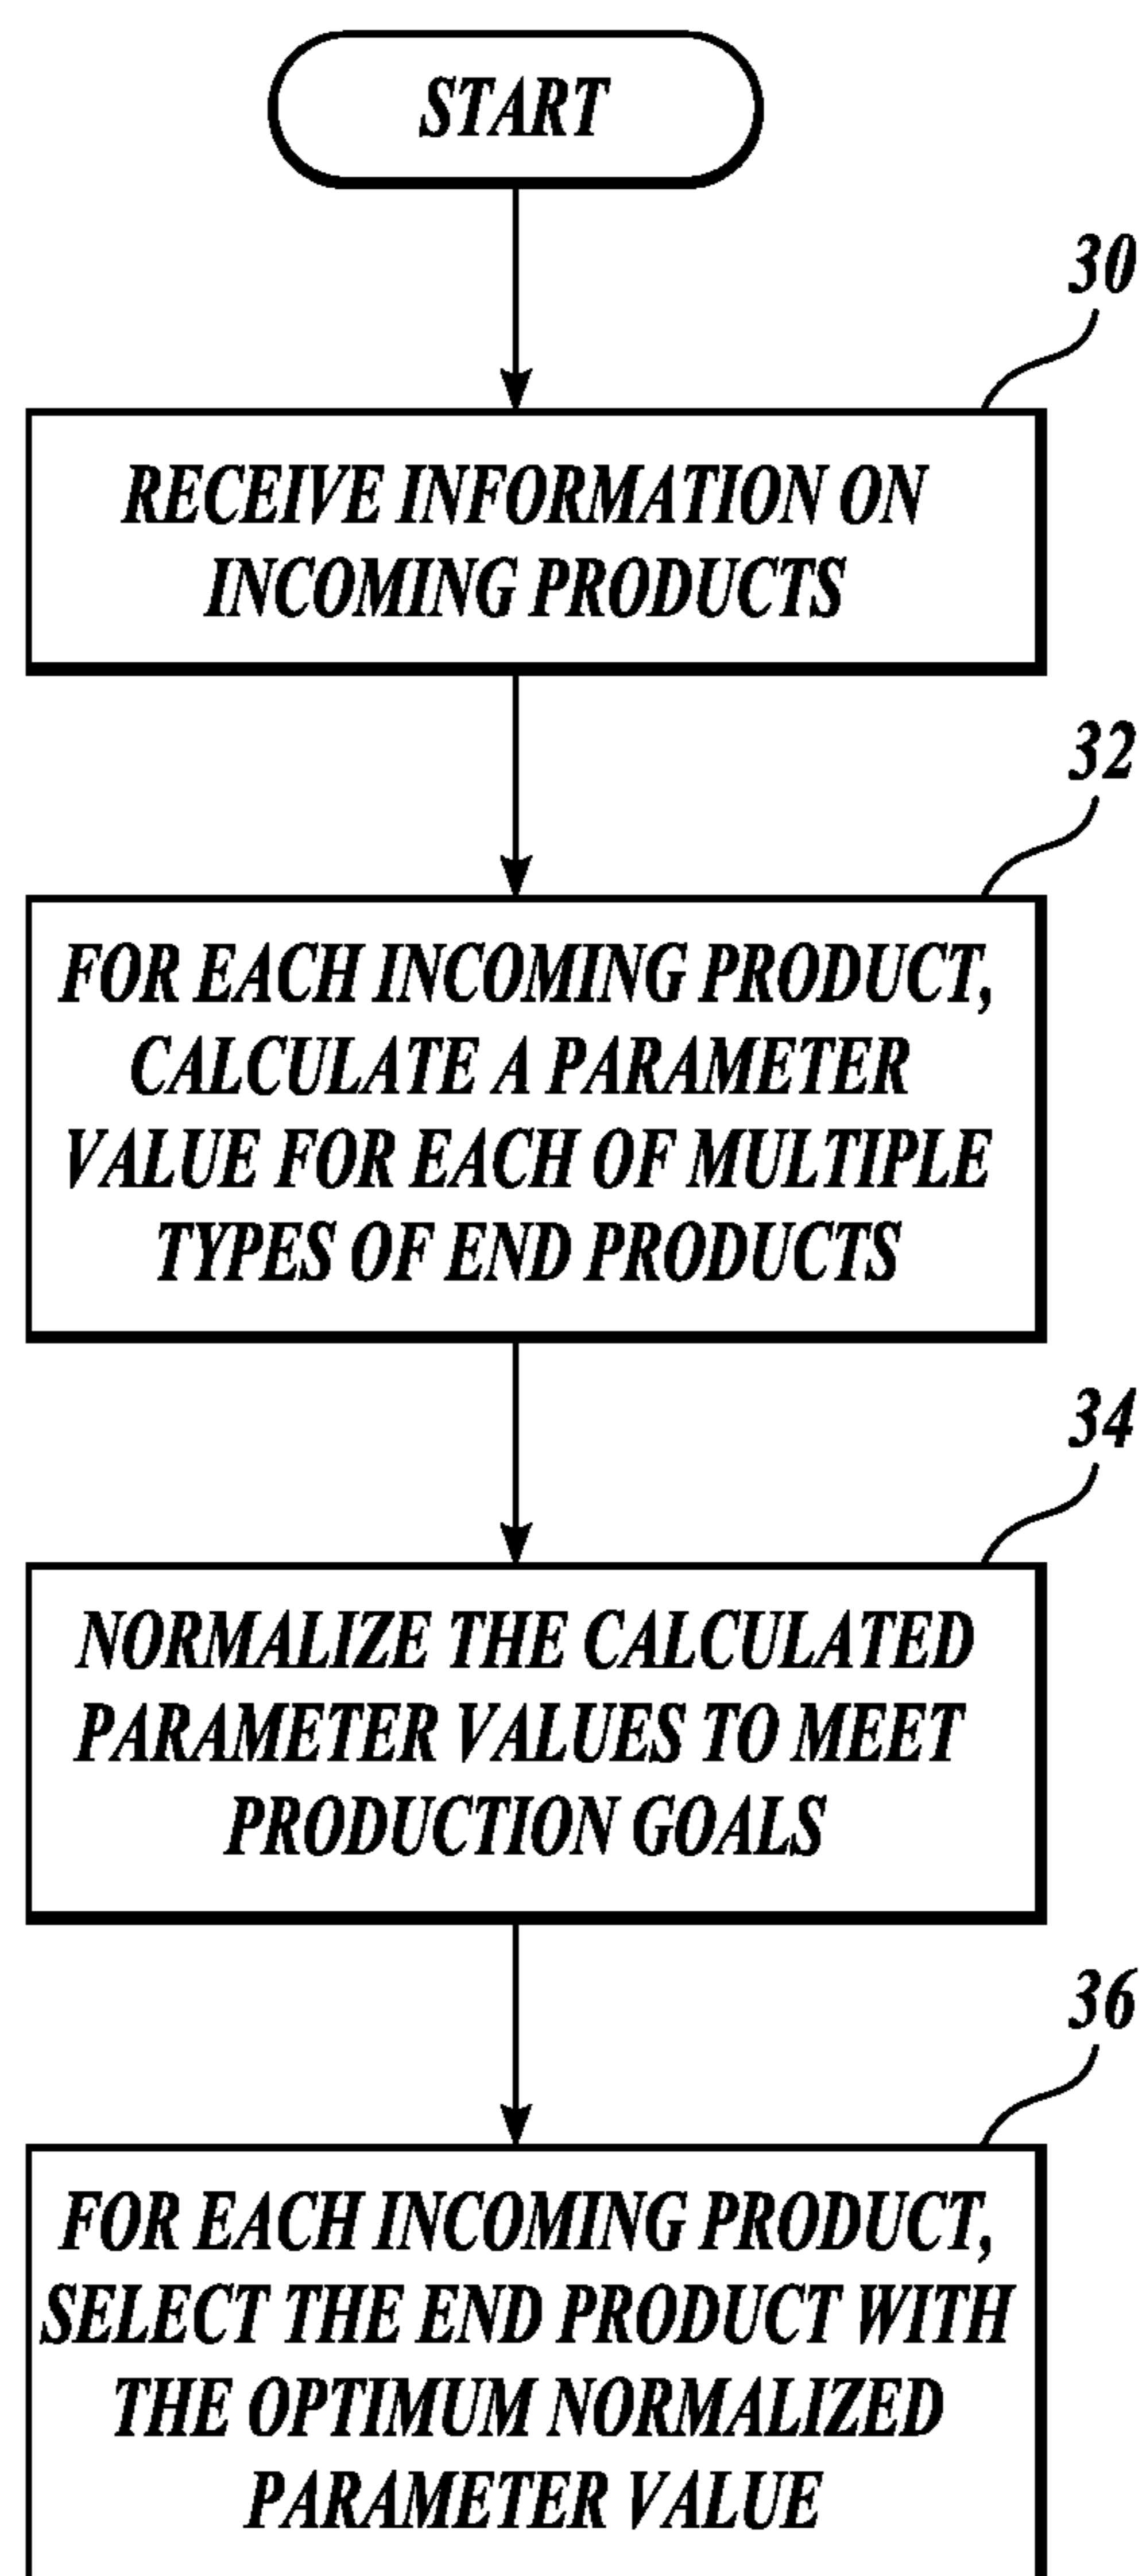 START
30
RECEIVE INFORMATION ON
INCOMING PRODUCTS
32
FOR EACH INCOMING PRODUCT,
CALCULATE A PARAMETER
VALUE FOR EACH OF MULTIPLE
TYPES OF END PRODUCTS
34
NORMALIZE THE CALCULATED
PARAMETER VALUES TO MEET
PRODUCTION GOALS
36
FOR EACH INCOMING PRODUCT,
SELECT THE END PRODUCT WITH
THE OPTIMUM NORMALIZED
PARAMETER VALUE